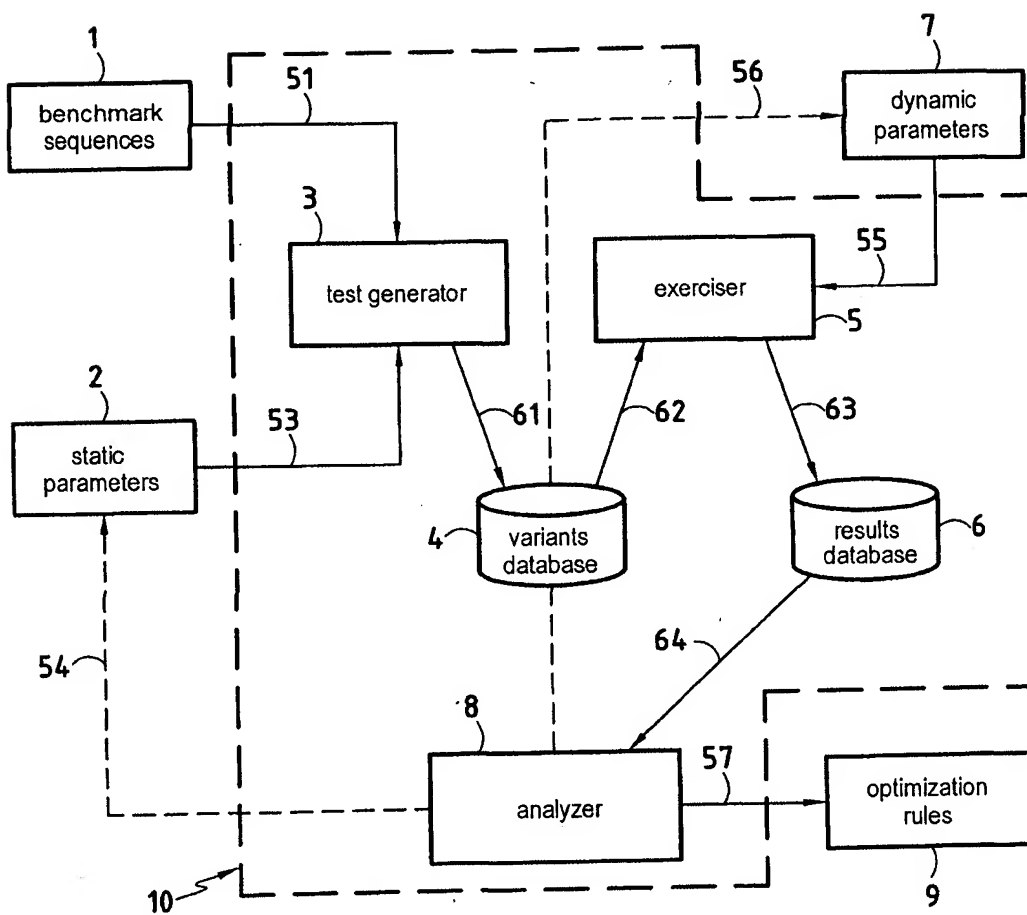 1
7
51
56
benchmark
sequences
dynamic
parameters
3
55
test generator
exerciser
5
2
53
61
62
63
static
parameters
4
variants
database
results
database
6
54
64
8
57
analyzer
optimization
rules
10
9